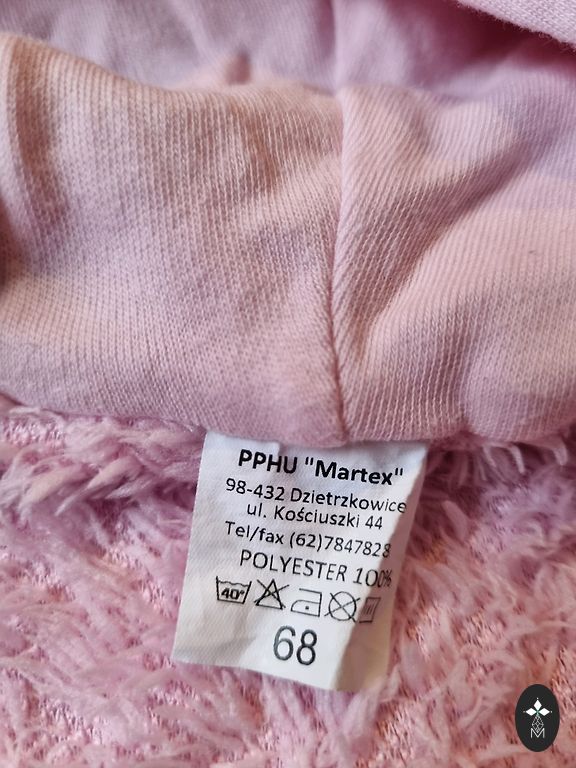 PPHU "Martex"
98-432 Dzietrzkowice
ul. Kościuszki 44
Tel/fax (62)7847828
POLYESTER 100%
40°
68